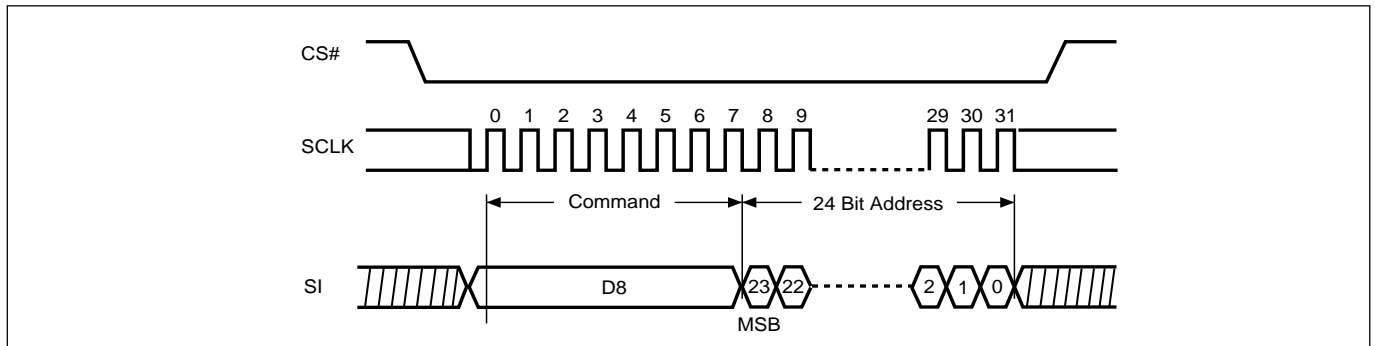 CS#
0 1 2 3 4 5 6 7 8 9 29 30 31
SCLK
Command 24 Bit Address
SI D8 23 22 2 1 0
MSB